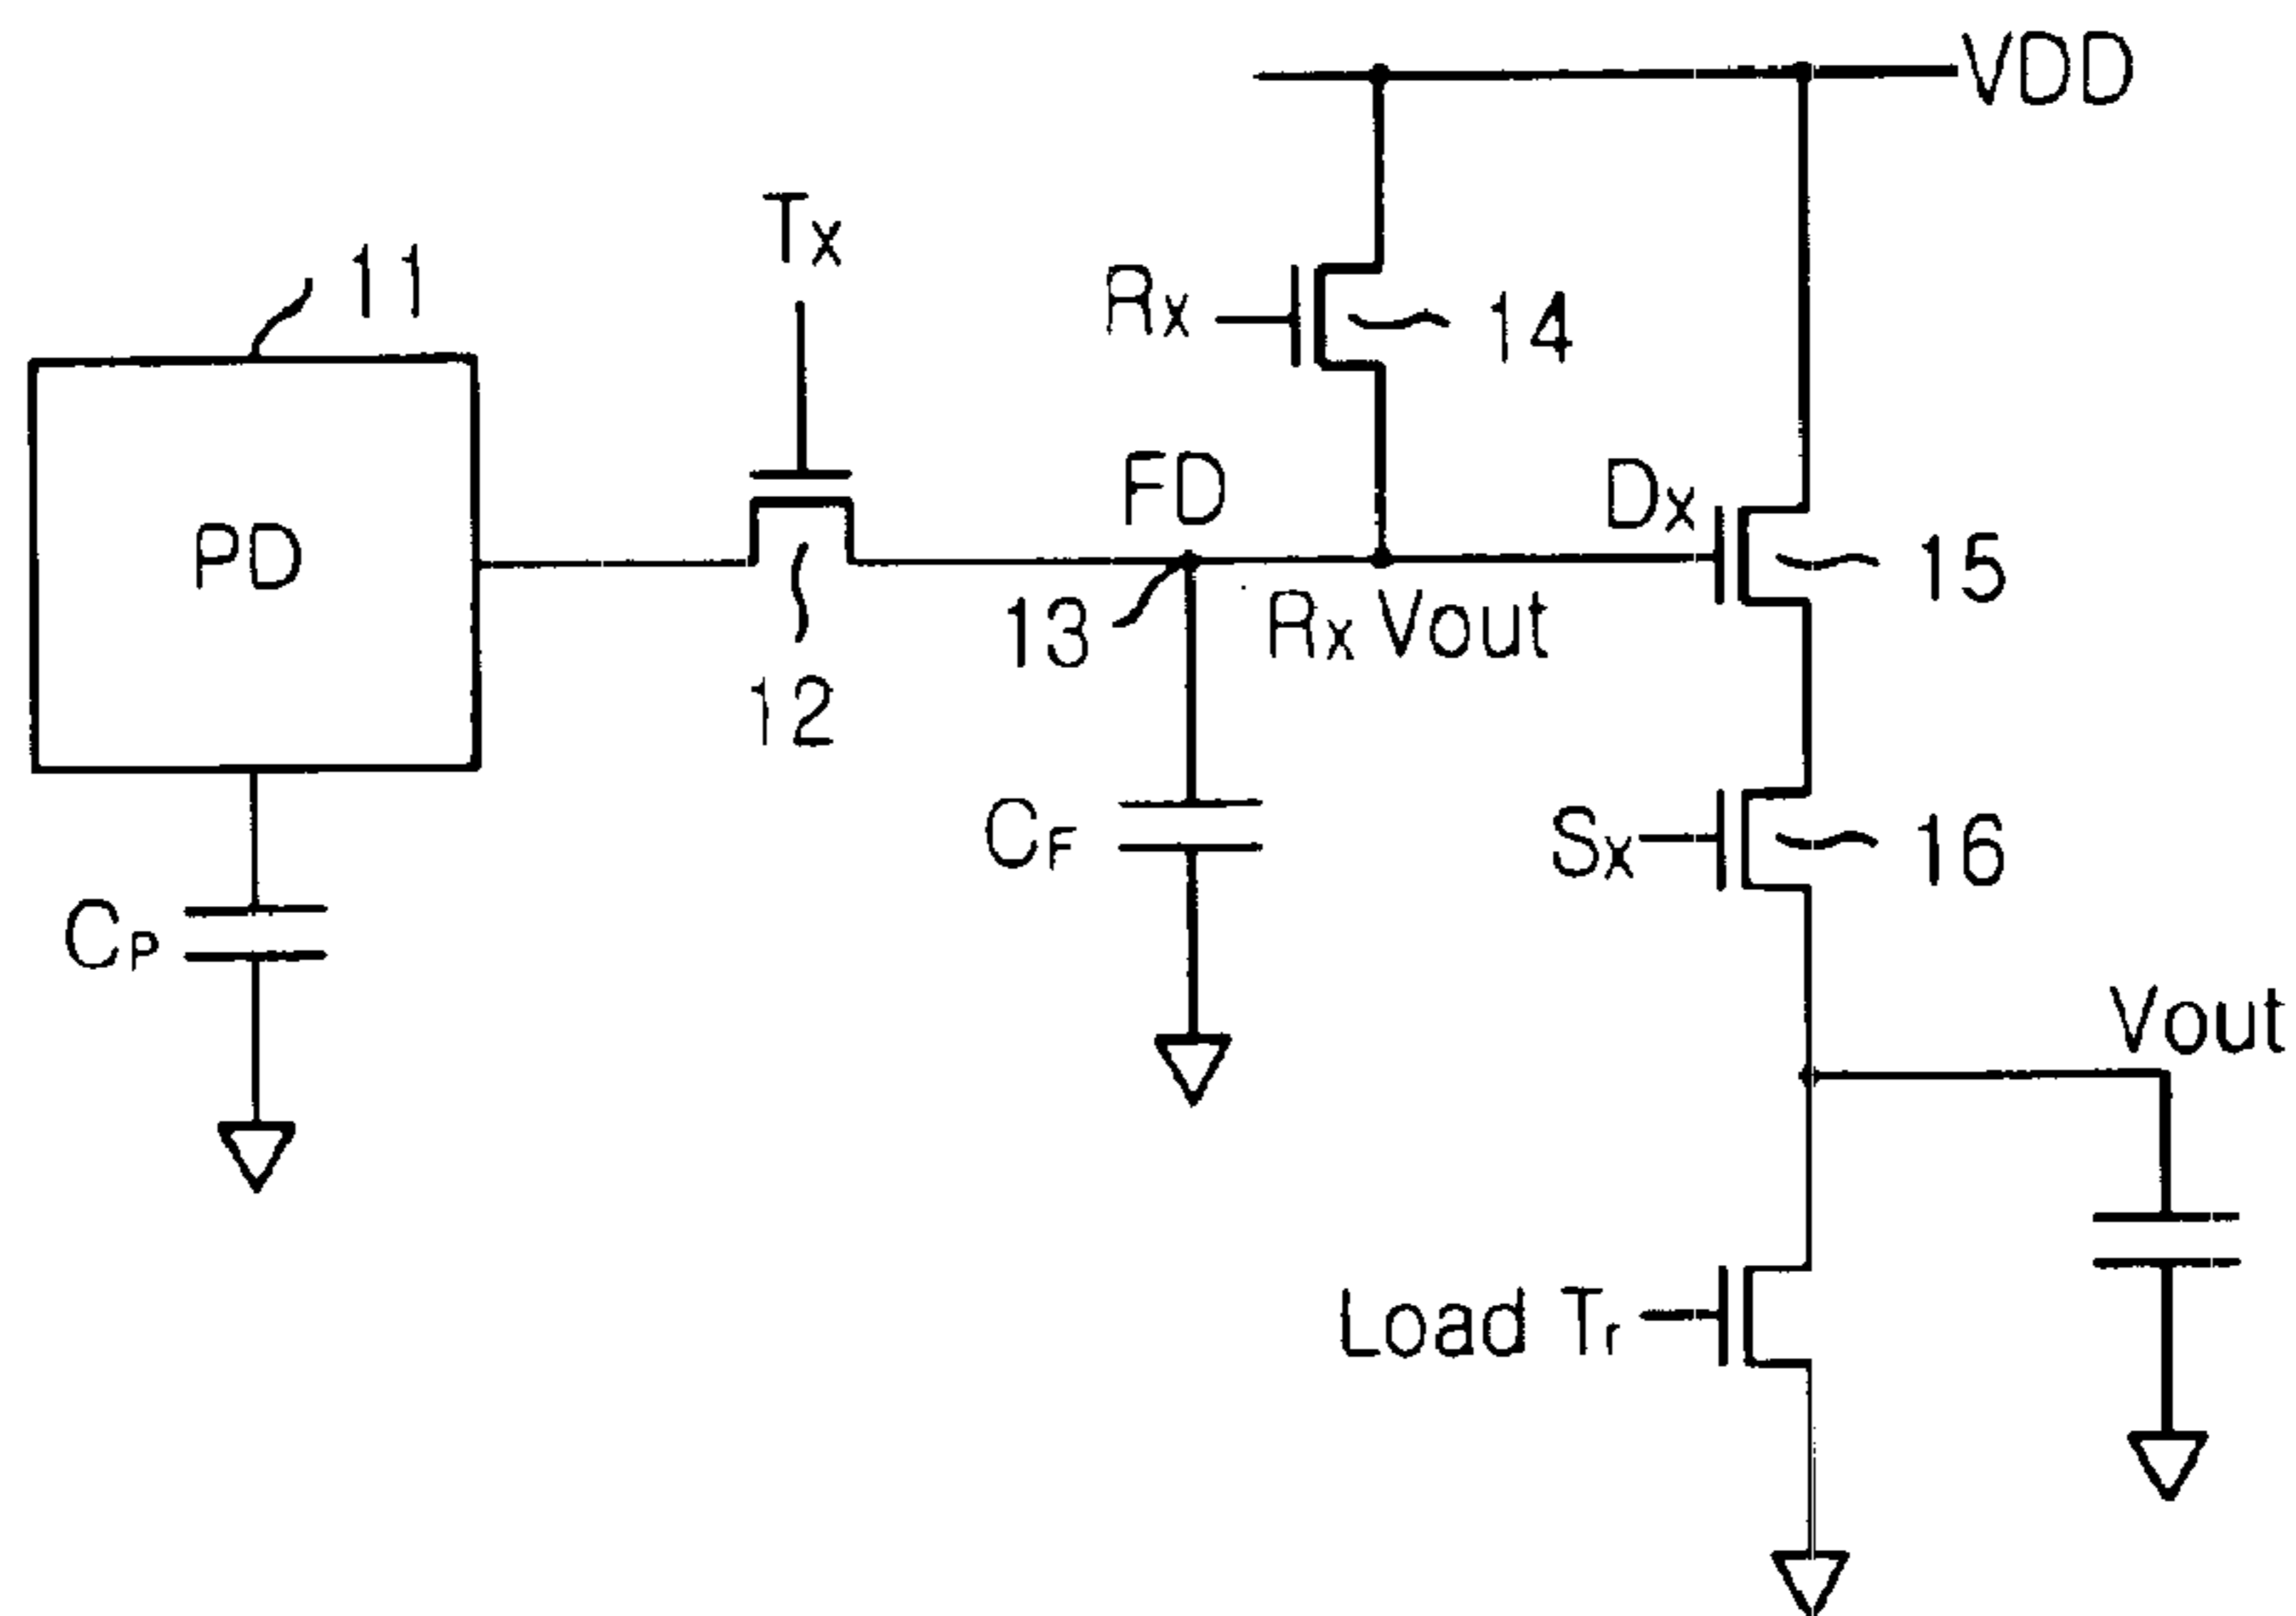 VDD
Tx
11
Rx
14
FD
Dx
PD
15
13
Rx Vout
12
CF
Sx
16
CP
Vout
Load Tr